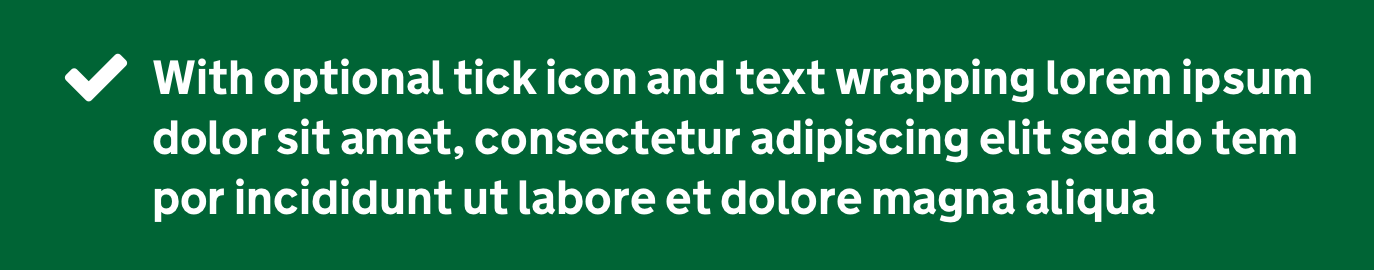 With optional tick icon and text wrapping lorem ipsum
dolor sit amet, consectetur adipiscing elit sed do tem
por incididunt ut labore et dolore magna aliqua